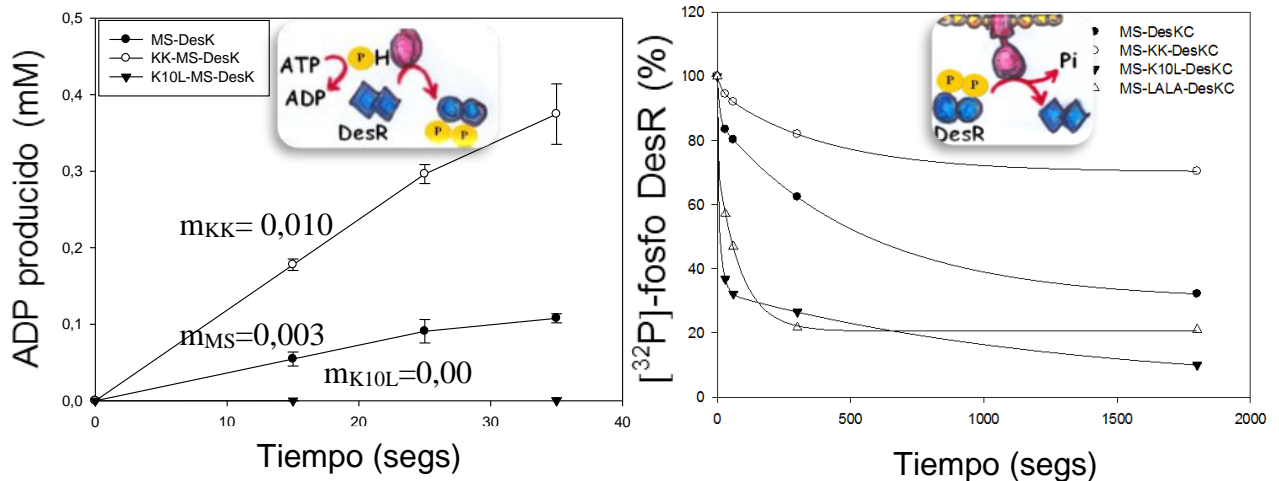 ADP producido (mM)
0,5
0,4
0,3
0,2
0,1
0,0
MS-DesK
KK-MS-DesK
K10L-MS-DesK
ATP
ADP
P
H
DesR
P
P
mKK= 0,010
mMS=0,003
mK10L=0,00
0
10
20
30
40
Tiempo (segs)
[32P]-fosfo DesR (%)
120
100
80
60
40
20
0
MS-DesKC
MS-KK-DesKC
MS-K10L-DesKC
MS-LALA-DesKC
Pi
P
P
DesR
0
500
1000
1500
2000
Tiempo (segs)